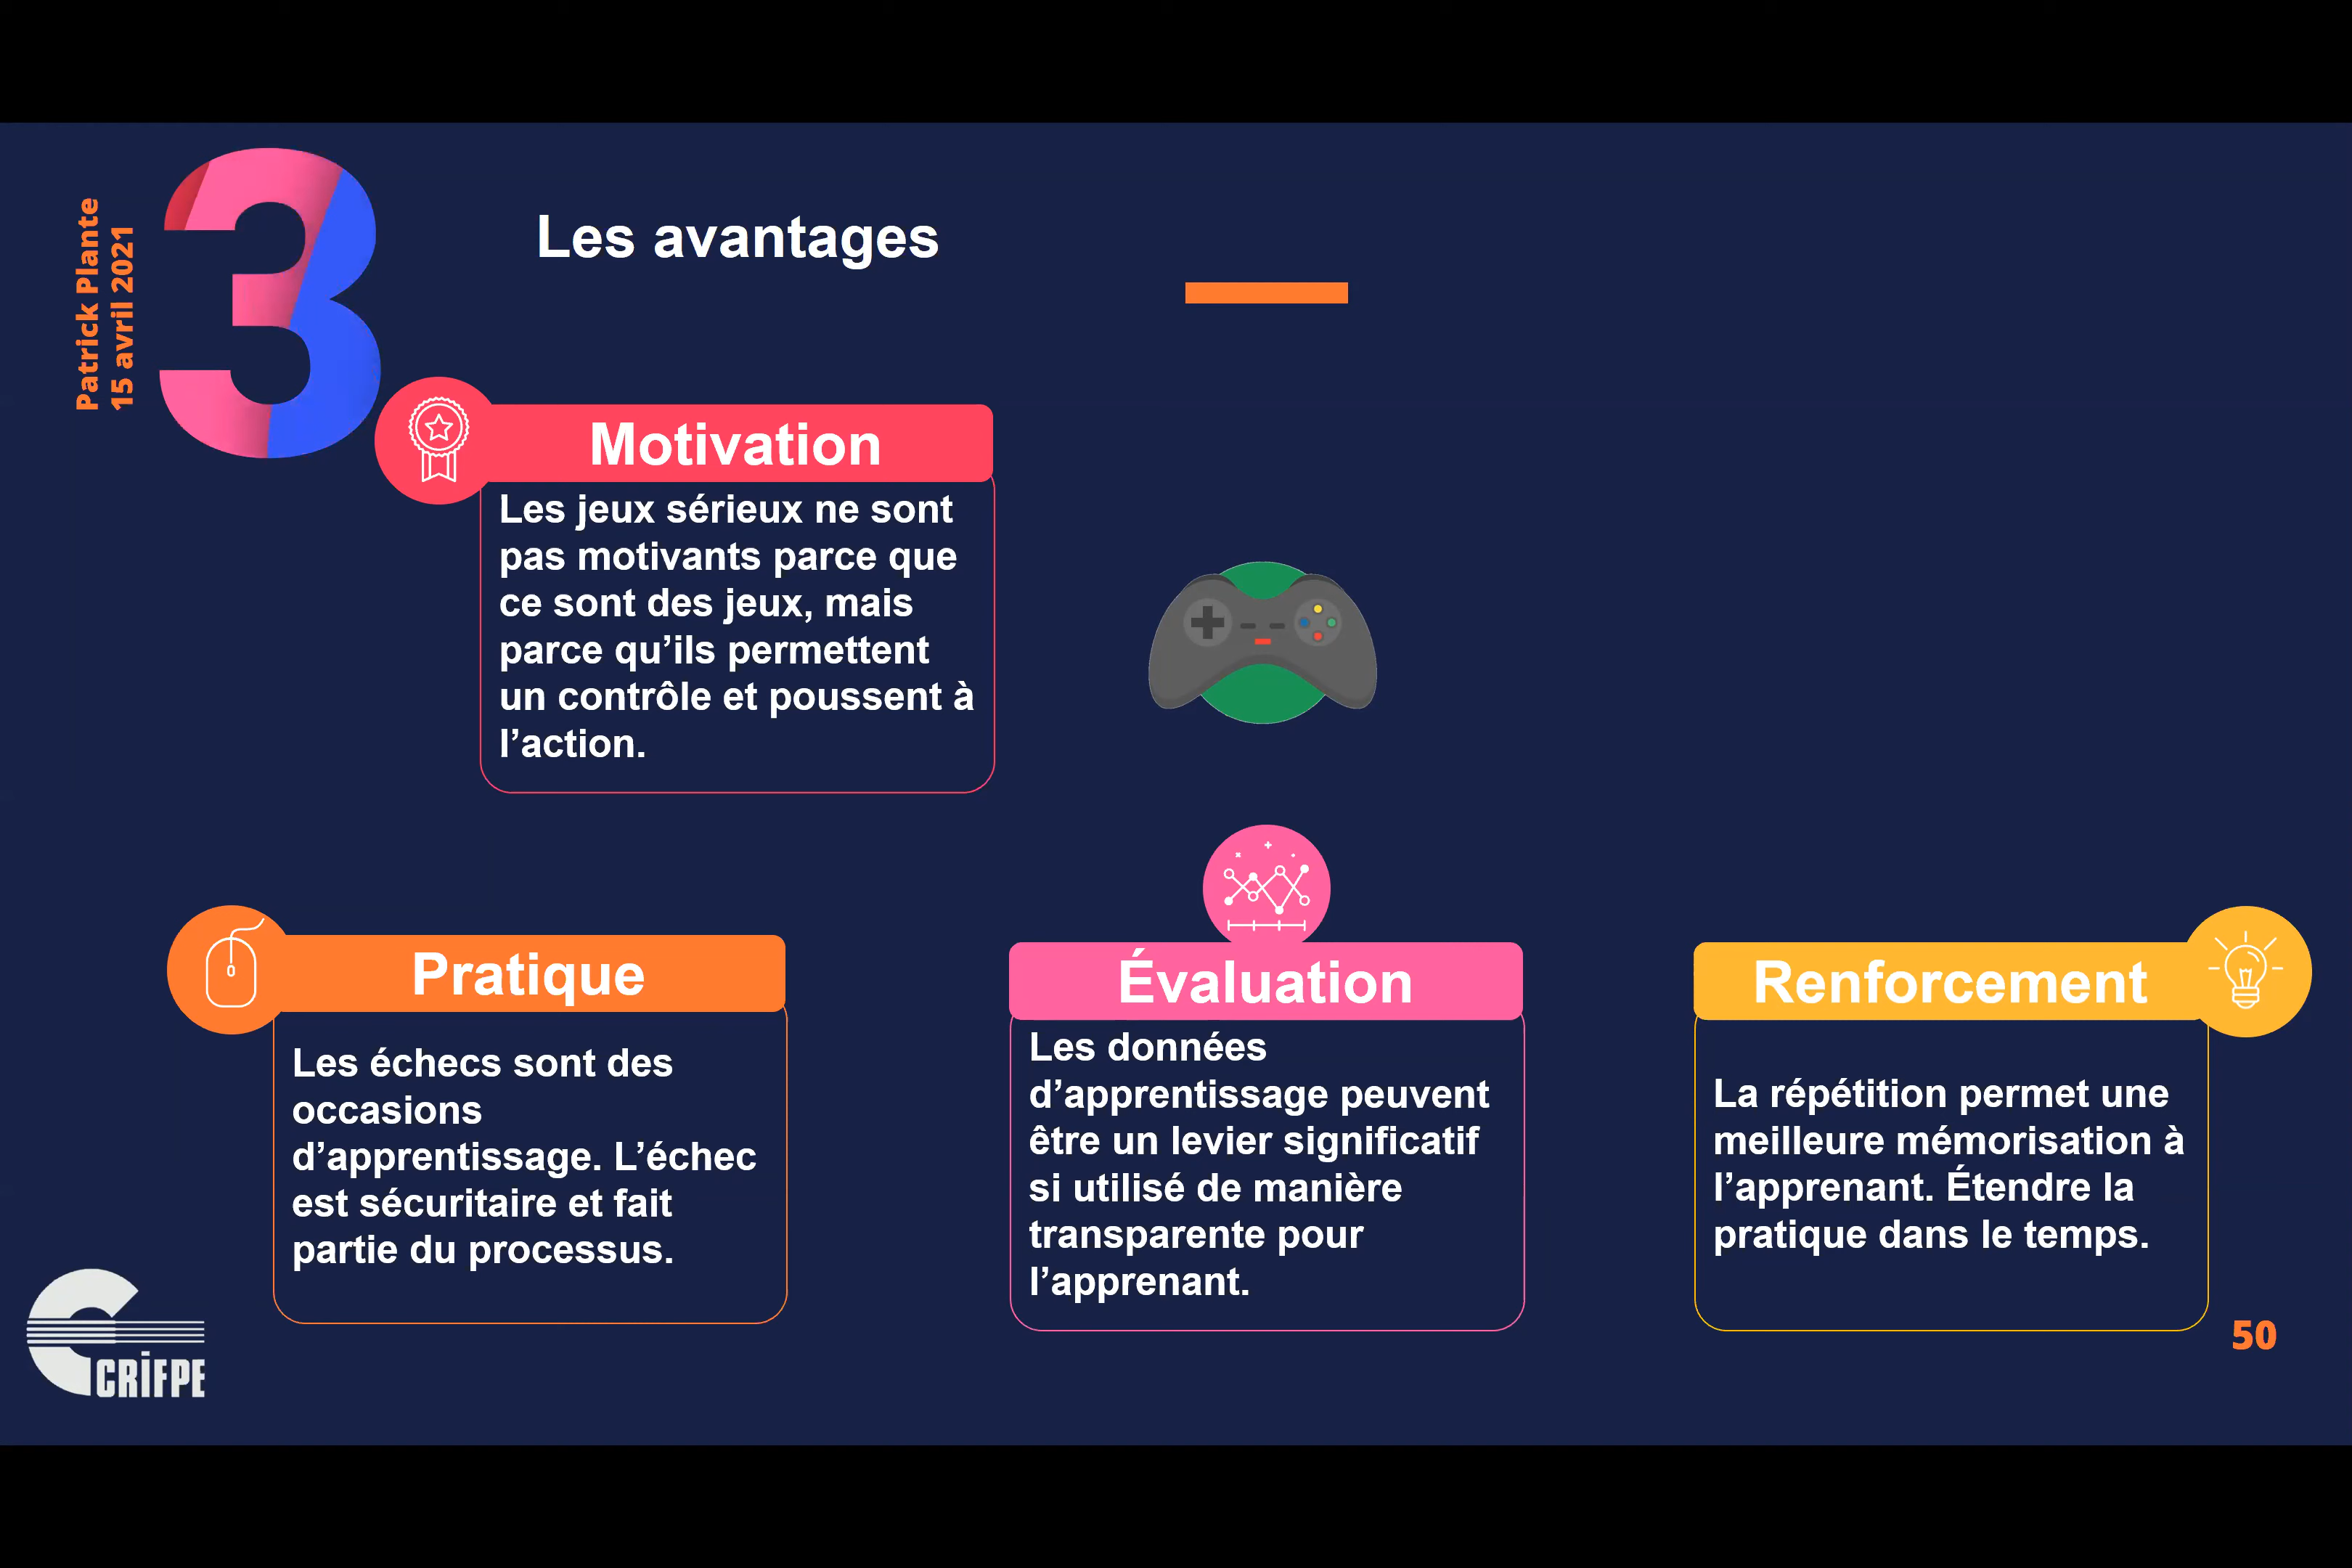 Patrick Plante
15 avril 2021
3
Les avantages
Motivation
Les jeux sérieux ne sont
pas motivants parce que
ce sont des jeux, mais
parce qu’ils permettent
un contrôle et poussent à
l’action.
Pratique
Les échecs sont des
occasions
d’apprentissage. L’échec
est sécuritaire et fait
partie du processus.
Évaluation
Les données
d’apprentissage peuvent
être un levier significatif
si utilisé de manière
transparente pour
l’apprenant.
Renforcement
La répétition permet une
meilleure mémorisation à
l’apprenant. Étendre la
pratique dans le temps.
CRIFPE
50